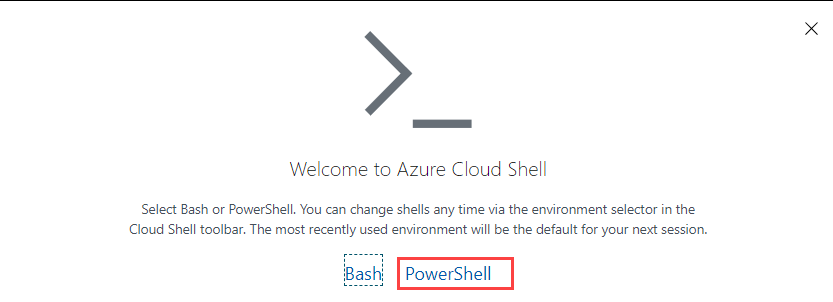 Welcome to Azure Cloud Shell
Select Bash or PowerShell. You can change shells any time via the environment selector in the
Cloud Shell toolbar. The most recently used environment will be the default for your next session.
Bash PowerShell